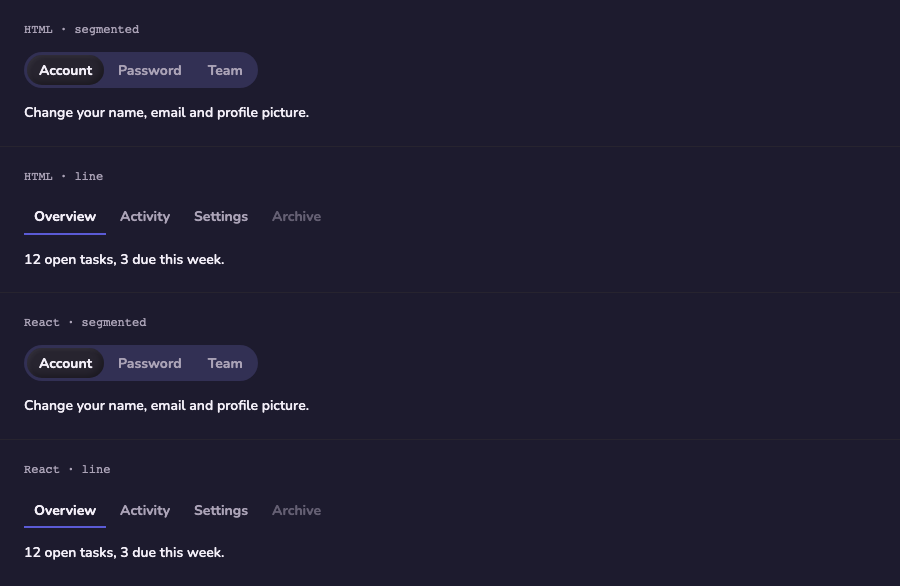 HTML · segmented
Account Password Team
Change your name, email and profile picture.
HTML · line
Overview Activity Settings Archive
12 open tasks, 3 due this week.
React · segmented
Account Password Team
Change your name, email and profile picture.
React · line
Overview Activity Settings Archive
12 open tasks, 3 due this week.